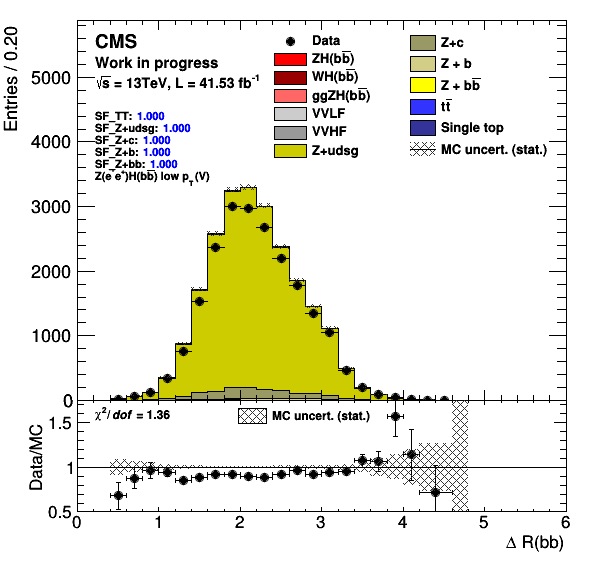 CMS
Work in progress
√s = 13TeV, L = 41.53 fb⁻¹
SF_TT: 1.000
SF_Z+udsg: 1.000
SF_Z+c: 1.000
SF_Z+b: 1.000
SF_Z+bb: 1.000
Z(e⁻e⁺)H(bb̅) low p_T(V)
Data
ZH(bb̅)
WH(bb̅)
ggZH(bb̅)
VVLF
VVHF
Z+udsg
Z+c
Z + b
Z + bb̅
tt̅
Single top
MC uncert. (stat.)
Entries / 0.20
5000
4000
3000
2000
1000
0
χ²/dof = 1.36
MC uncert. (stat.)
Data/MC
1.5
1
0.5
0 1 2 3 4 5 6
Δ R(bb)